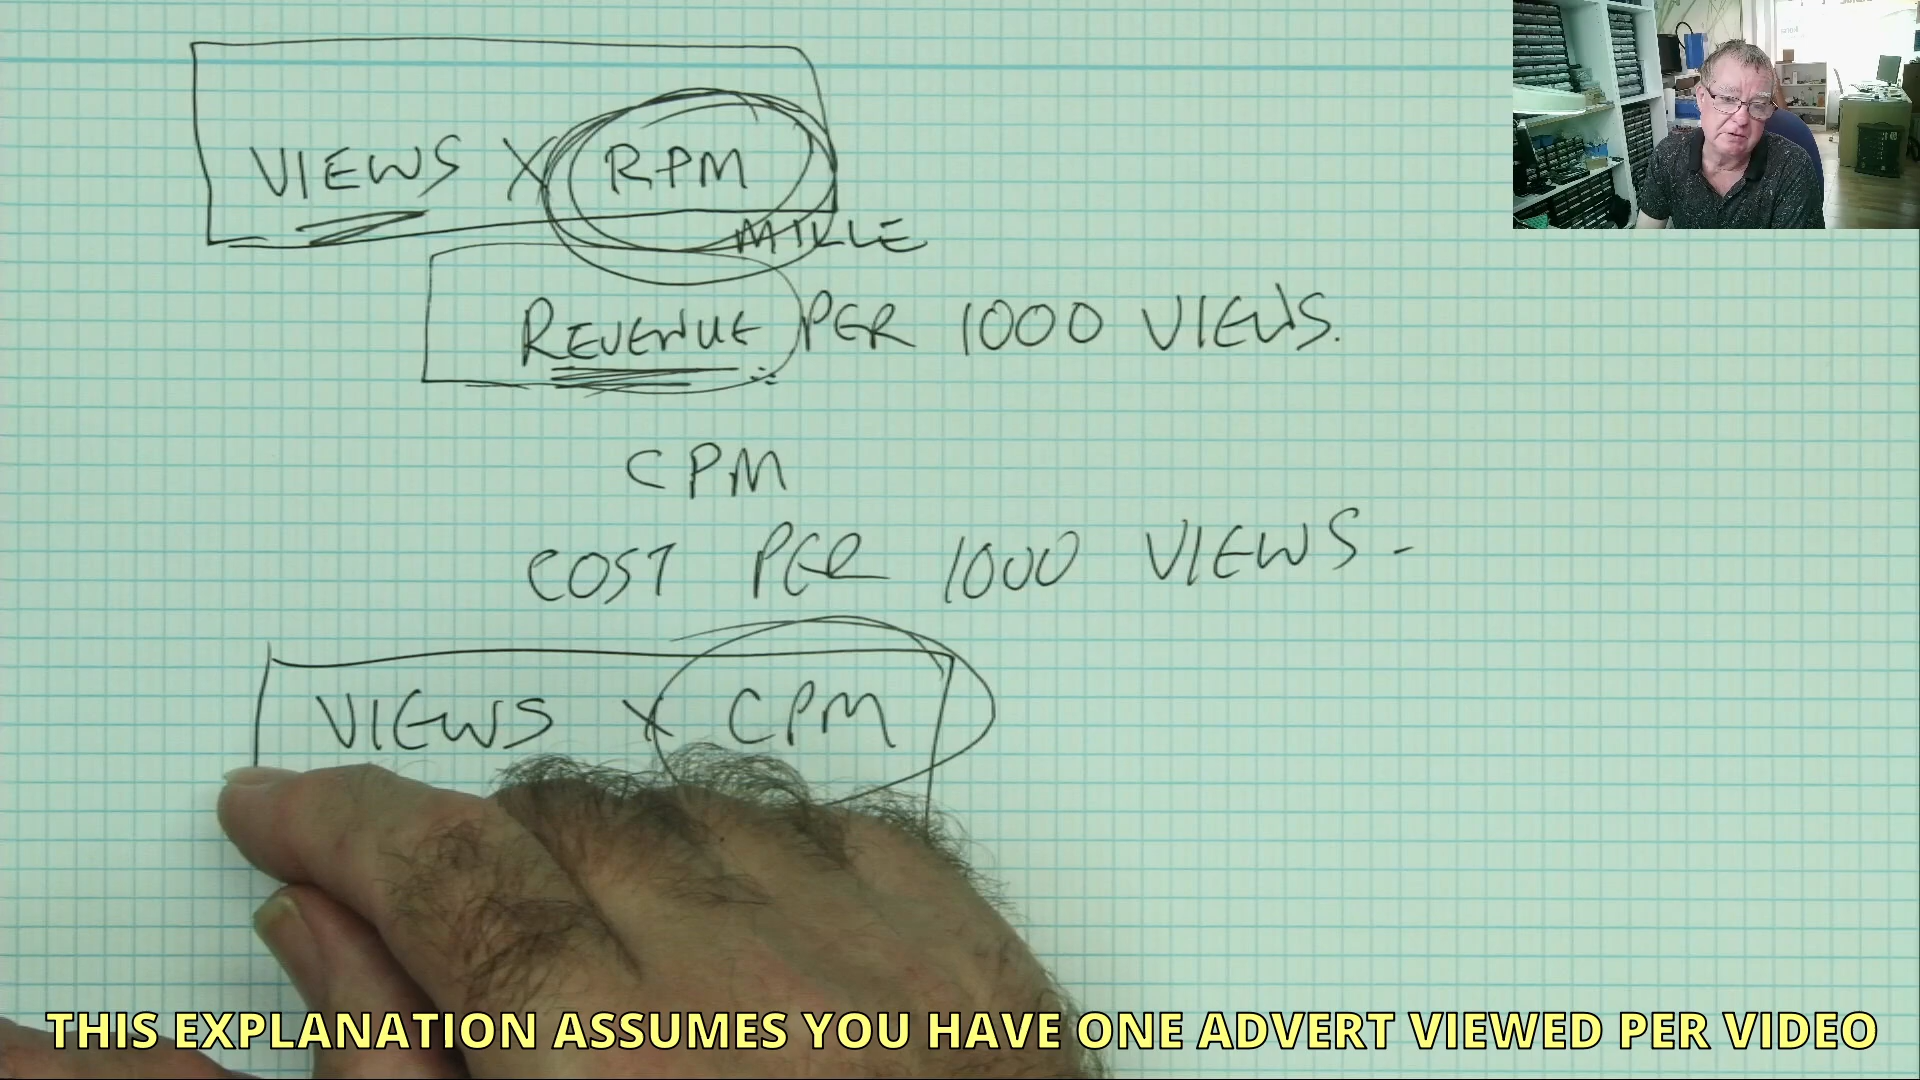 VIEWS X RPM
MILLE
REVENUE PER 1000 VIEWS.
CPM
COST PER 1000 VIEWS -
VIEWS X CPM
THIS EXPLANATION ASSUMES YOU HAVE ONE ADVERT VIEWED PER VIDEO